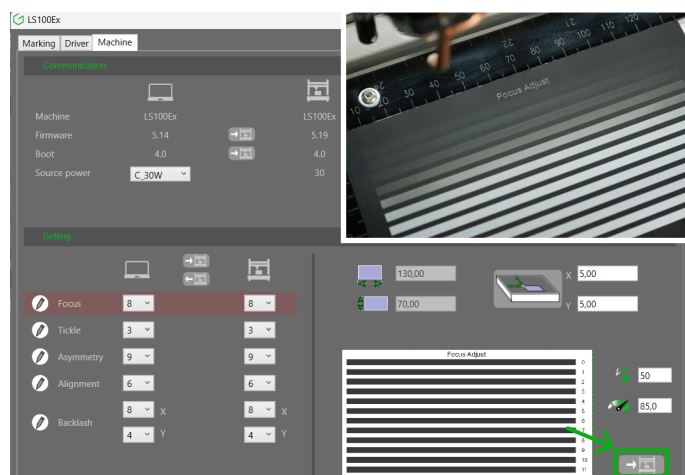 LS100Ex
Marking Driver Machine
Communication
Machine LS100Ex LS100Ex
Firmware 5.14 5.19
Boot 4.0 4.0
Source power C_30W 30
Setting
Focus 8 8
Tickle 3 3
Asymmetry 9 9
Alignment 6 6
Backlash 8 X 8 X
4 Y 4 Y
10 30 40 50 60 70 80 90 100 110 120
Focus Adjust
130,00
70,00
X 5,00
Y 5,00
Focus Adjust
0
1
2
3
4
5
6
7
8
9
10
11
50
85,0